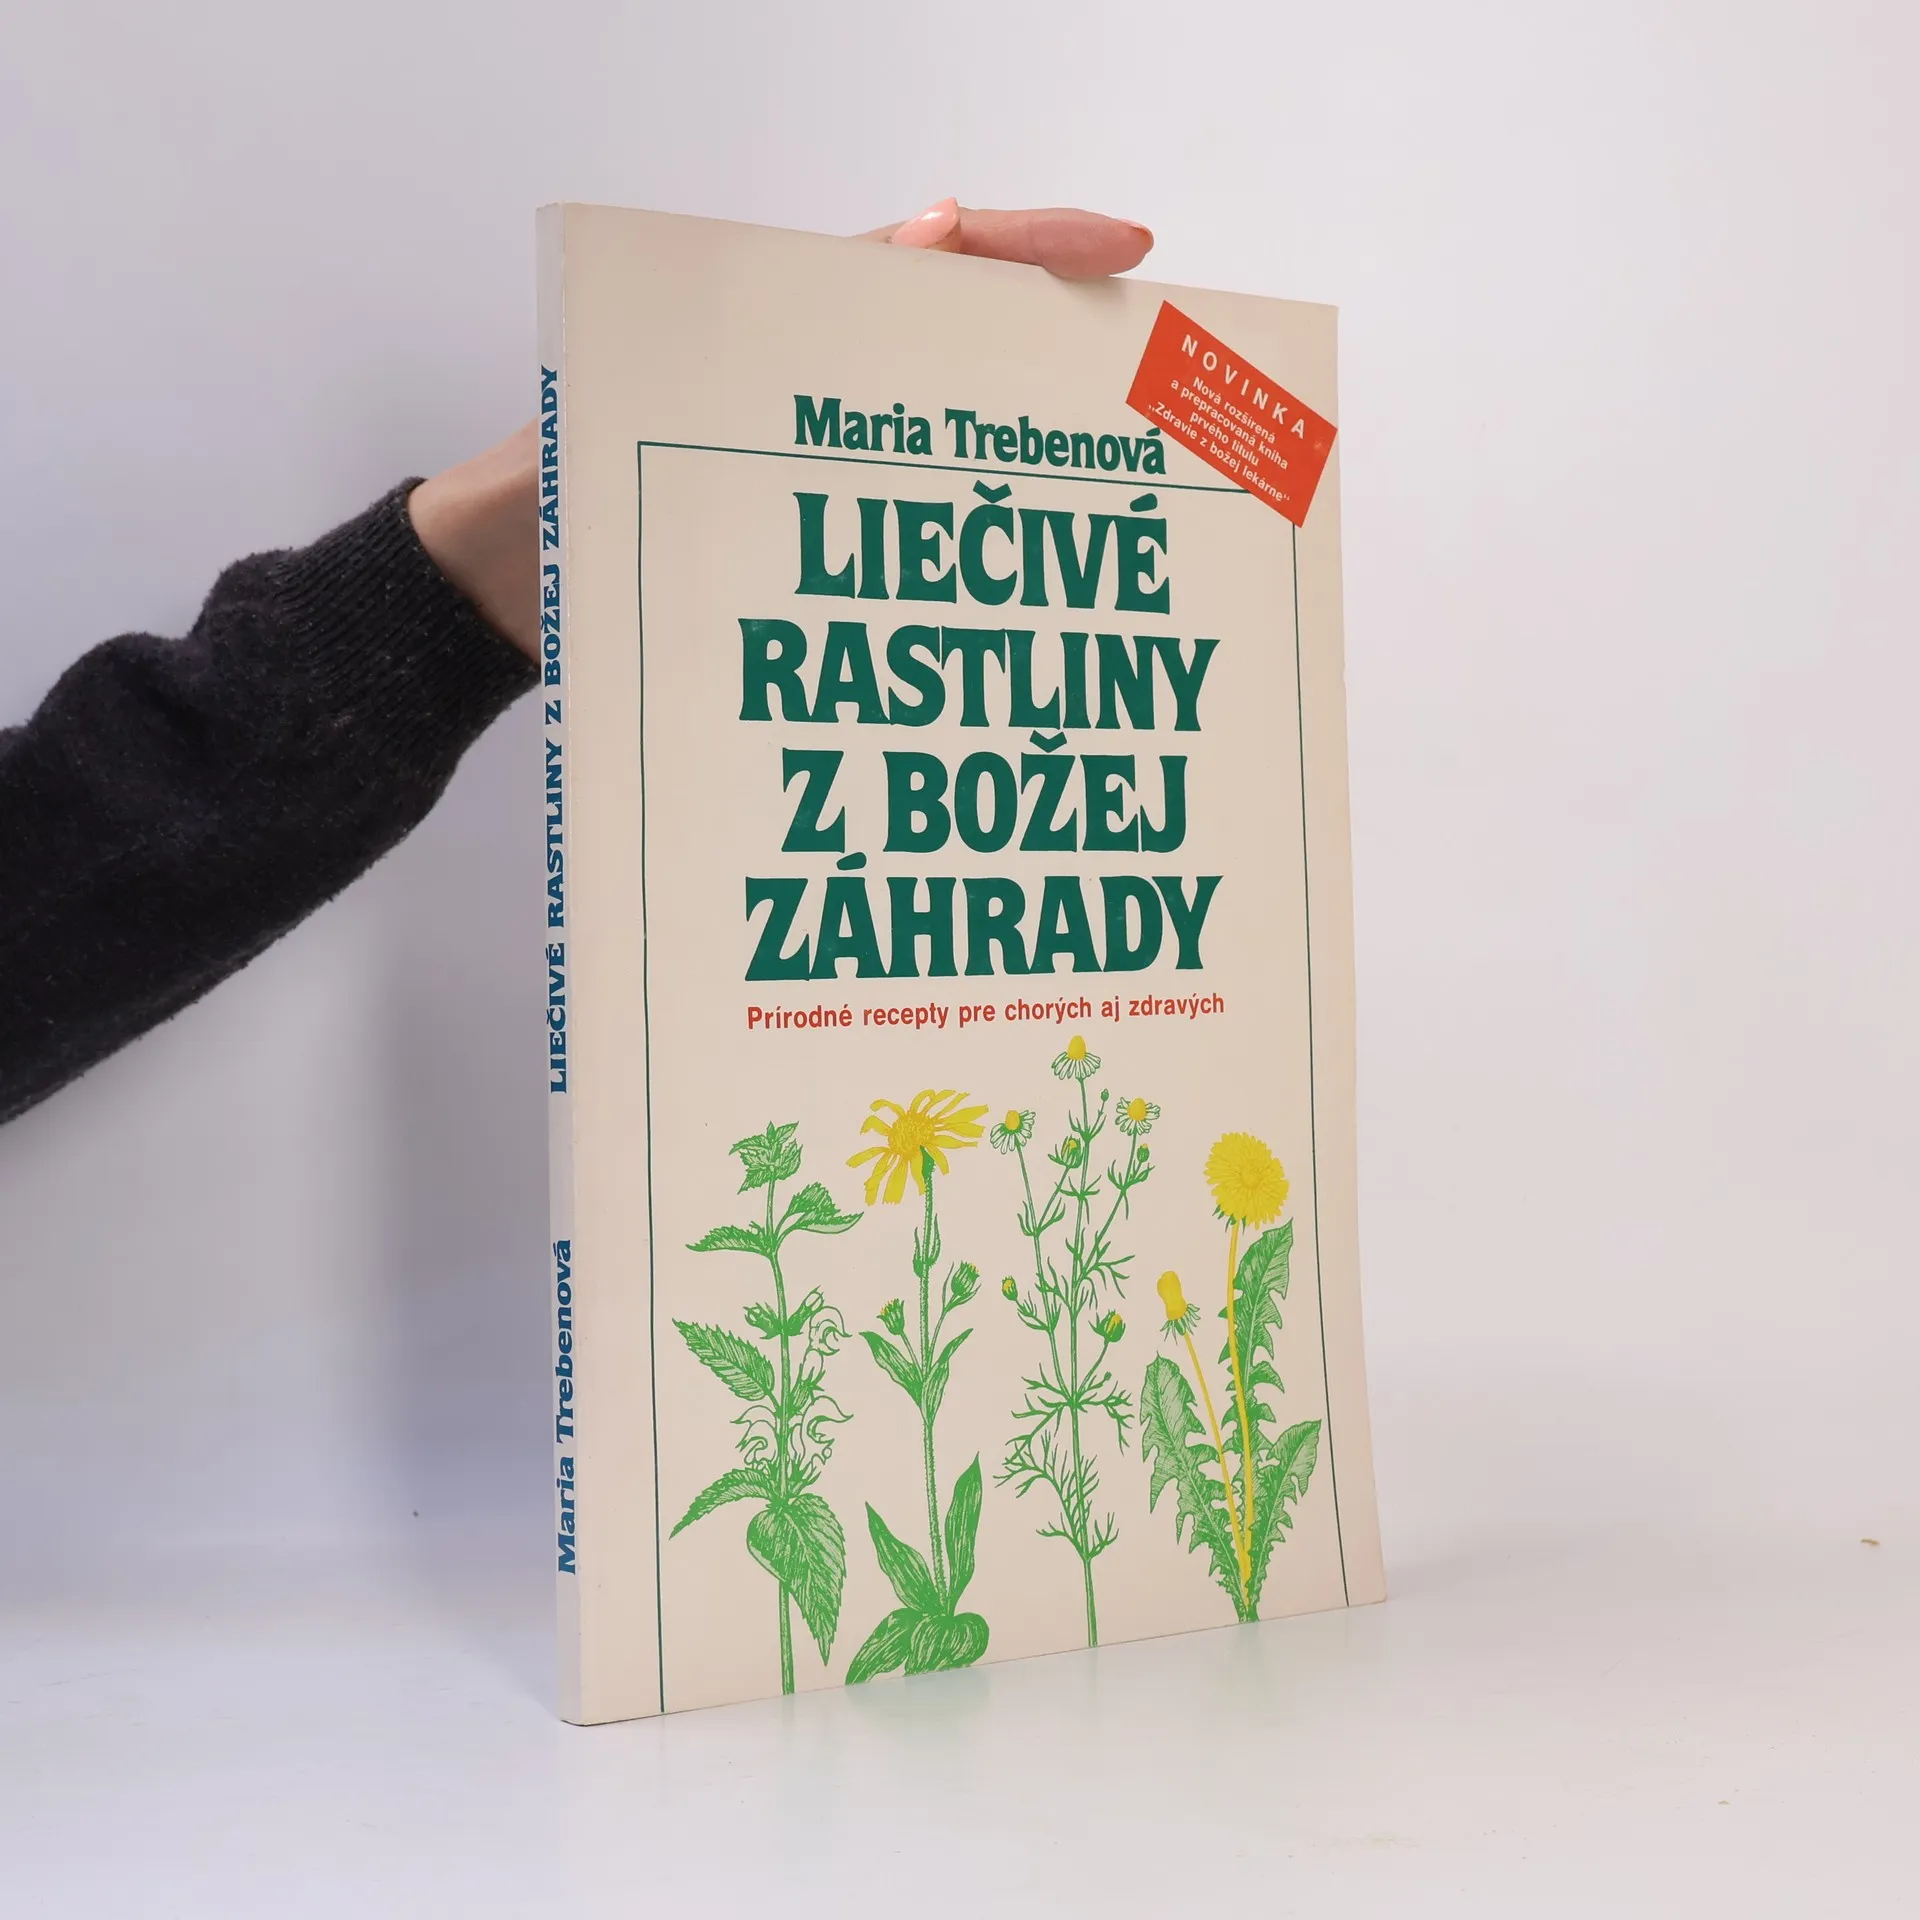 Maria Trebenová
LIEČIVÉ
RASTLINY
Z BOŽEJ
ZÁHRADY
Prírodné recepty pre chorých aj zdravých
NOVINKA
Nová rozšírená
a prepracovaná kniha
prvého titulu
„Zdravie z božej lekárne“
LIEČIVÉ RASTLINY Z BOŽEJ ZÁHRADY
Maria Trebenová